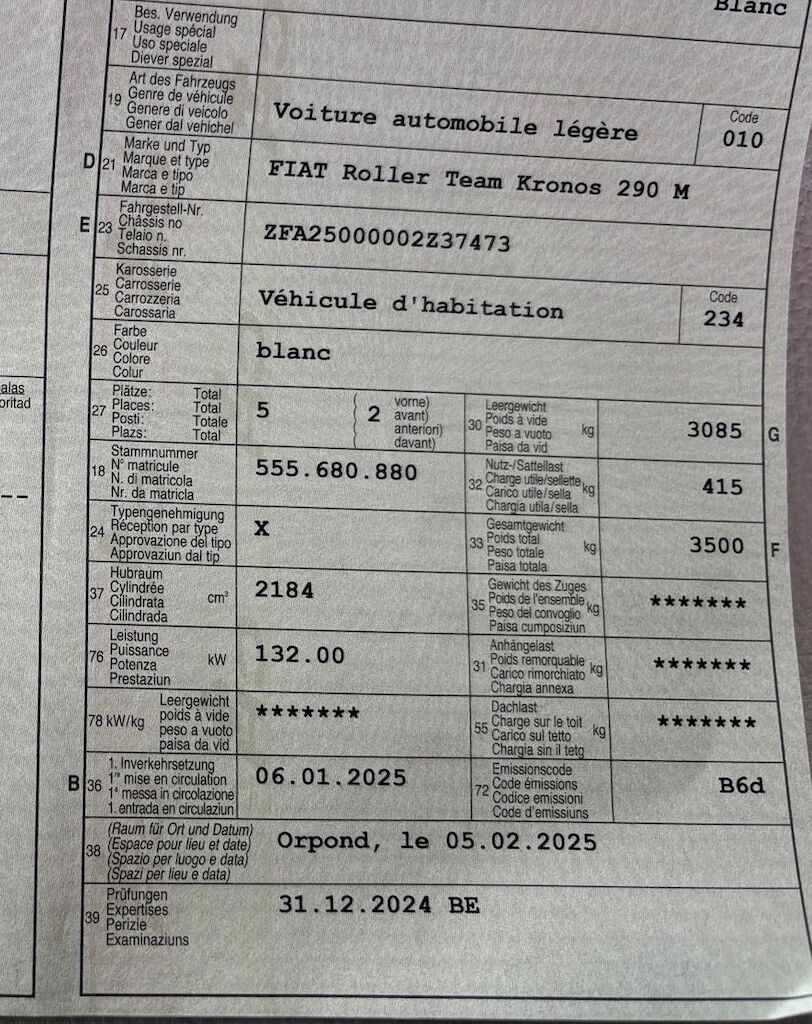 Blanc
17 Bes. Verwendung
Usage spécial
Uso speciale
Diever spezial
19 Art des Fahrzeugs
Genre de véhicule
Genere di veicolo
Gener dal vehichel
Voiture automobile légère
Code
010
D 21 Marke und Typ
Marque et type
Marca e tipo
Marca e tip
FIAT Roller Team Kronos 290 M
E 23 Fahrgestell-Nr.
Châssis no
Telaio n.
Schassis nr.
ZFA25000002Z37473
25 Karosserie
Carrosserie
Carrozzeria
Carossaria
Véhicule d'habitation
Code
234
26 Farbe
Couleur
Colore
Colur
blanc
alas
oritad
27 Plätze: Total
Places: Total
Posti: Totale
Plazs: Total
5
2
vorne)
avant)
anteriori)
davant)
30 Leergewicht
Poids à vide
Peso a vuoto
Paisa da vid
kg
3085 G
18 Stammnummer
N° matricule
N. di matricola
Nr. da matricla
555.680.880
32 Nutz-/Sattellast
Charge utile/sellette
Carico utile/sella
Chargia utila/sella
kg
415
--
24 Typengenehmigung
Réception par type
Approvazione del tipo
Approvaziun dal tip
X
33 Gesamtgewicht
Poids total
Peso totale
Paisa totala
kg
3500 F
37 Hubraum
Cylindrée
Cilindrata
Cilindrada
cm³
2184
35 Gewicht des Zuges
Poids de l'ensemble
Peso del convoglio
Paisa cumposiziun
kg
*******
76 Leistung
Puissance
Potenza
Prestaziun
kW
132.00
31 Anhängelast
Poids remorquable
Carico rimorchiato
Chargia annexa
kg
*******
78 kW/kg
Leergewicht
poids à vide
peso a vuoto
paisa da vid
*******
55 Dachlast
Charge sur le toit
Carico sul tetto
Chargia sin il tetg
kg
*******
B 36 1. Inverkehrsetzung
1re mise en circulation
1a messa in circolazione
1. entrada en circulaziun
06.01.2025
72 Emissionscode
Code émissions
Codice emissioni
Code d'emissiuns
B6d
38 (Raum für Ort und Datum)
(Espace pour lieu et date)
(Spazio per luogo e data)
(Spazi per lieu e data)
Orpond, le 05.02.2025
39 Prüfungen
Expertises
Perizie
Examinaziuns
31.12.2024 BE